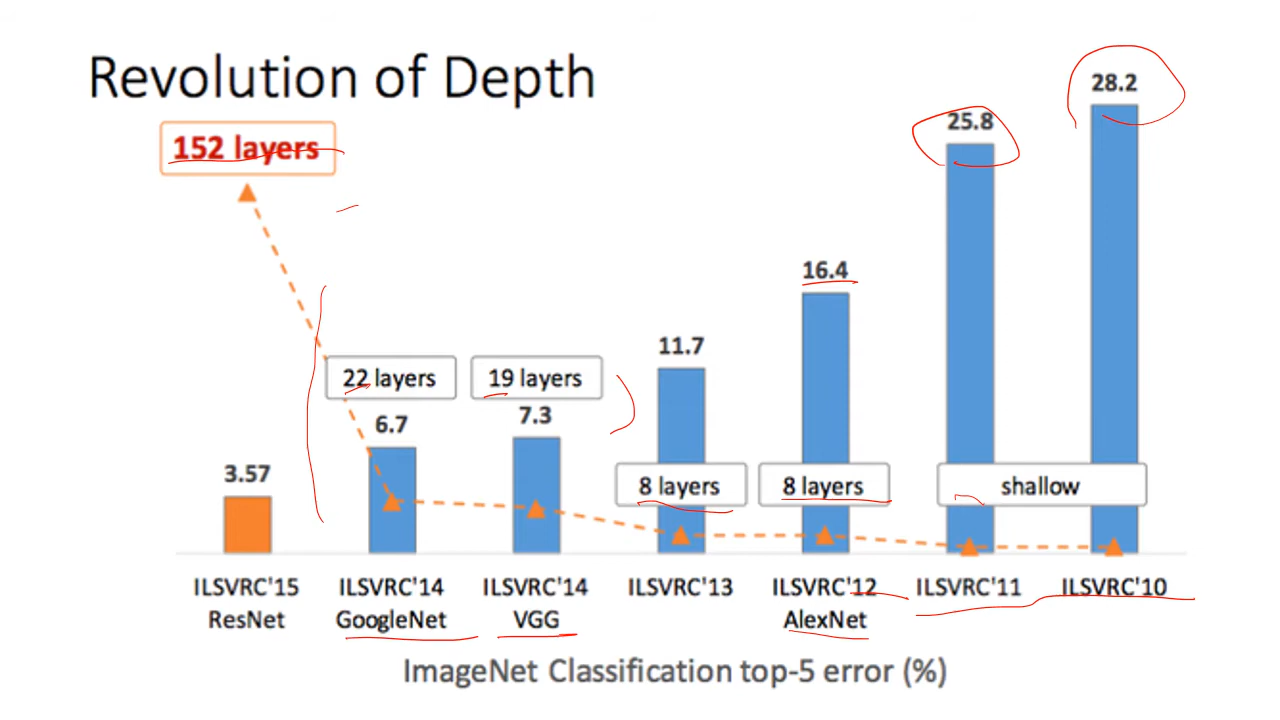 Revolution of Depth
28.2
25.8
152 layers
16.4
11.7
22 layers
19 layers
6.7
7.3
3.57
8 layers
8 layers
shallow
ILSVRC'15
ResNet
ILSVRC'14
GoogleNet
ILSVRC'14
VGG
ILSVRC'13
ILSVRC'12
AlexNet
ILSVRC'11
ILSVRC'10
ImageNet Classification top-5 error (%)